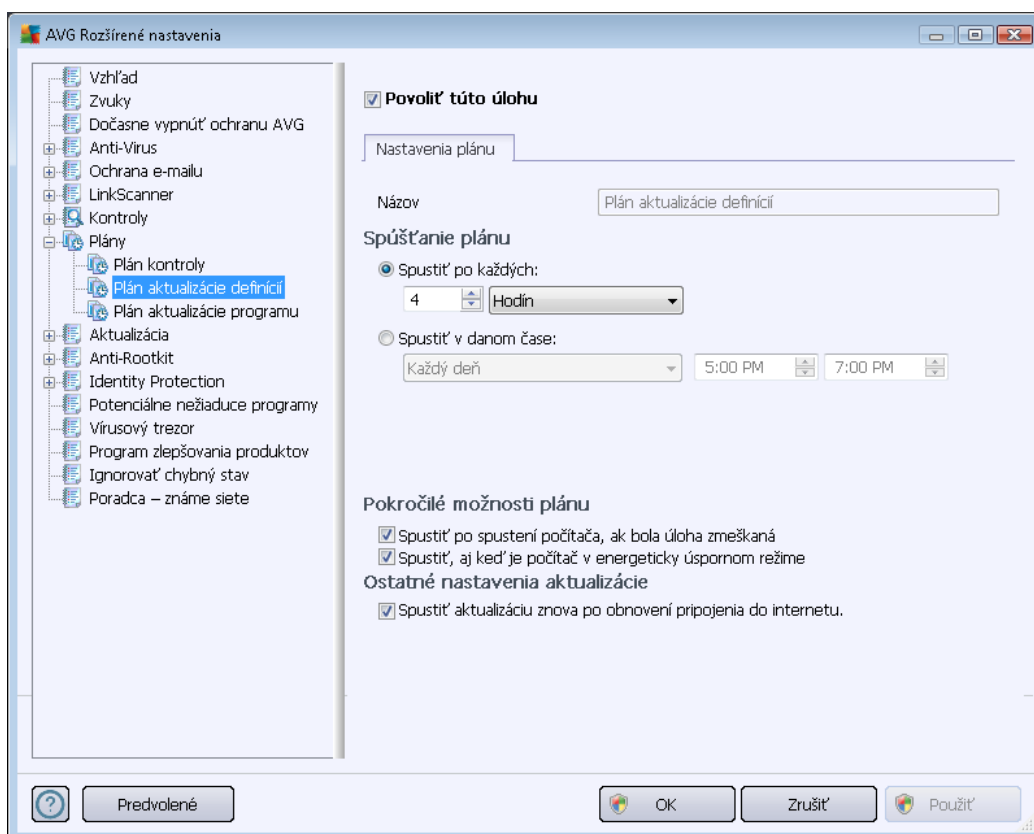 AVG Rozšírené nastavenia
Vzhľad
Zvuky
Dočasne vypnúť ochranu AVG
Anti-Virus
Ochrana e-mailu
LinkScanner
Kontroly
Plány
Plán kontroly
Plán aktualizácie definícií
Plán aktualizácie programu
Aktualizácia
Anti-Rootkit
Identity Protection
Potenciálne nežiaduce programy
Vírusový trezor
Program zlepšovania produktov
Ignorovať chybný stav
Poradca – známe siete
Povoliť túto úlohu
Nastavenia plánu
Názov Plán aktualizácie definícií
Spúšťanie plánu
Spustiť po každých:
4 Hodín
Spustiť v danom čase:
Každý deň 5:00 PM 7:00 PM
Pokročilé možnosti plánu
Spustiť po spustení počítača, ak bola úloha zmeškaná
Spustiť, aj keď je počítač v energeticky úspornom režime
Ostatné nastavenia aktualizácie
Spustiť aktualizáciu znova po obnovení pripojenia do internetu.
? Predvolené OK Zrušiť Použiť